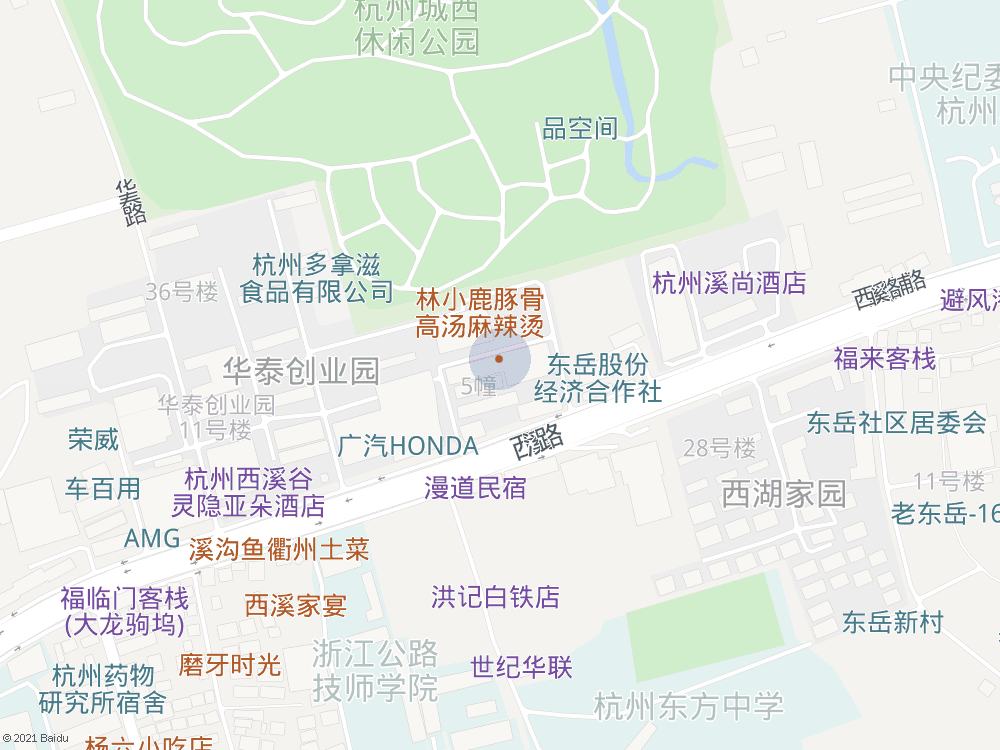 杭州城西
休闲公园
中央纪委
杭州
品空间
华泰路
杭州多拿滋
食品有限公司
36号楼
杭州溪尚酒店
西溪路辅路
避风港
林小鹿豚骨
高汤麻辣烫
华泰创业园
5幢
东岳股份
经济合作社
福来客栈
华泰创业园
11号楼
荣威
广汽HONDA
西溪路
28号楼
东岳社区居委会
车百用
杭州西溪谷
灵隐亚朵酒店
漫道民宿
西湖家园
11号楼
老东岳-16
AMG
溪沟鱼衢州土菜
福临门客栈
(大龙驹坞)
西溪家宴
洪记白铁店
东岳新村
杭州药物
研究所宿舍
磨牙时光
浙江公路
技师学院
世纪华联
杭州东方中学
© 2021 Baidu
杨六小吃店